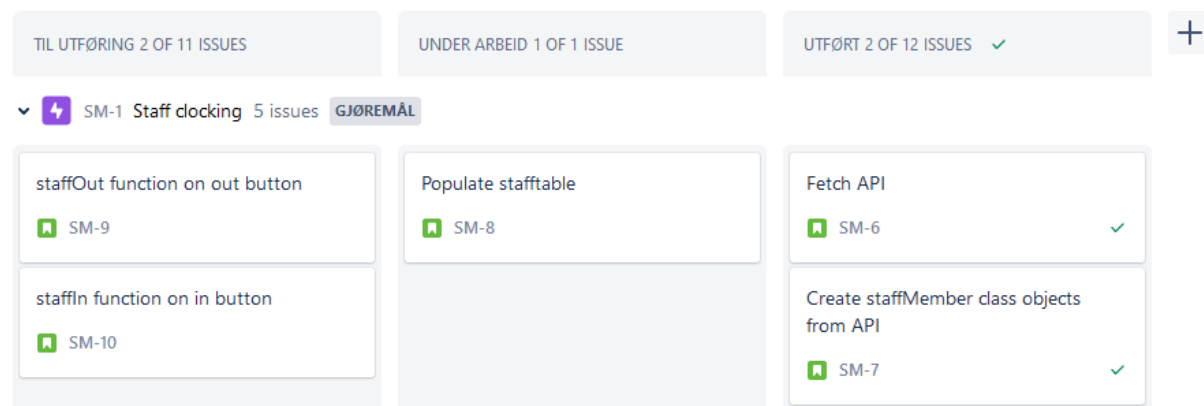 TIL UTFØRING 2 OF 11 ISSUES
UNDER ARBEID 1 OF 1 ISSUE
UTFØRT 2 OF 12 ISSUES
SM-1 Staff clocking 5 issues GJØREMÅL
staffOut function on out button
SM-9
staffIn function on in button
SM-10
Populate stafftable
SM-8
Fetch API
SM-6
Create staffMember class objects
from API
SM-7